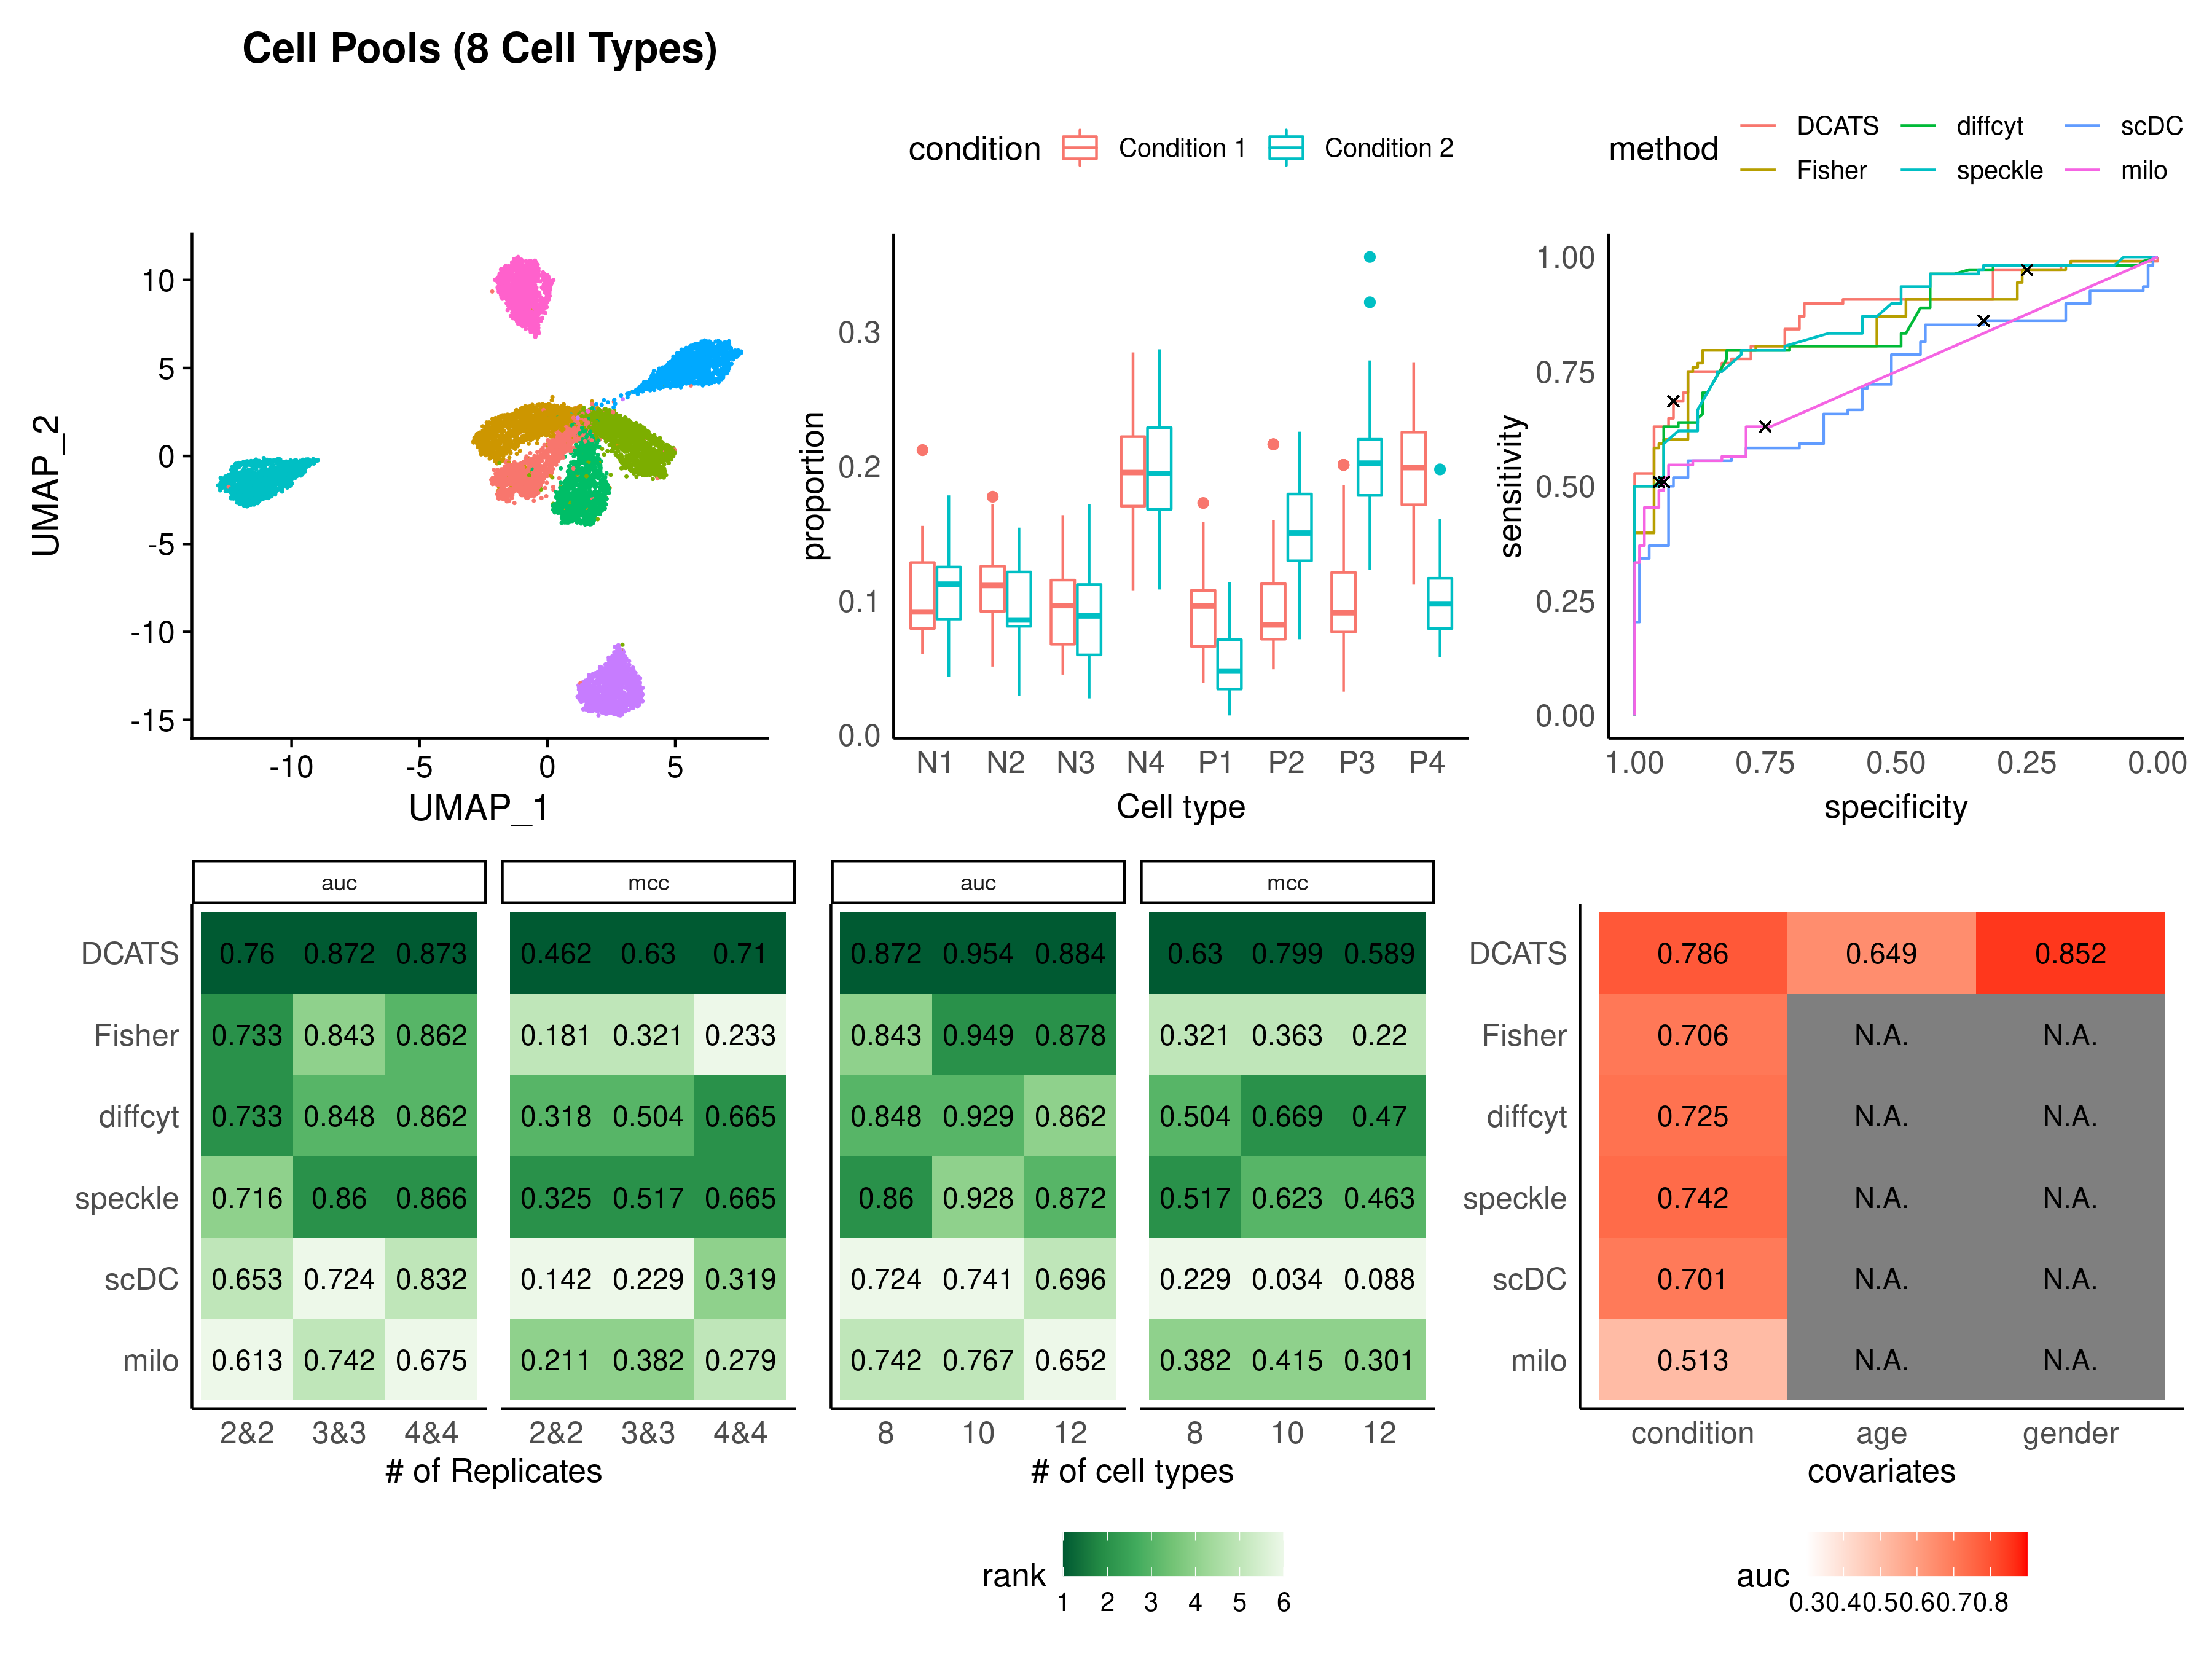 Cell Pools (8 Cell Types)
condition Condition 1 Condition 2
method DCATS diffcyt scDC
Fisher speckle milo
10
5
0
-5
-10
-15
UMAP_2
-10 -5 0 5
UMAP_1
0.3
0.2
0.1
0.0
proportion
N1 N2 N3 N4 P1 P2 P3 P4
Cell type
1.00
0.75
0.50
0.25
0.00
sensitivity
1.00 0.75 0.50 0.25 0.00
specificity
auc mcc
DCATS 0.76 0.872 0.873 0.462 0.63 0.71
Fisher 0.733 0.843 0.862 0.181 0.321 0.233
diffcyt 0.733 0.848 0.862 0.318 0.504 0.665
speckle 0.716 0.86 0.866 0.325 0.517 0.665
scDC 0.653 0.724 0.832 0.142 0.229 0.319
milo 0.613 0.742 0.675 0.211 0.382 0.279
2&2 3&3 4&4 2&2 3&3 4&4
# of Replicates
auc mcc
0.872 0.954 0.884 0.63 0.799 0.589
0.843 0.949 0.878 0.321 0.363 0.22
0.848 0.929 0.862 0.504 0.669 0.47
0.86 0.928 0.872 0.517 0.623 0.463
0.724 0.741 0.696 0.229 0.034 0.088
0.742 0.767 0.652 0.382 0.415 0.301
8 10 12 8 10 12
# of cell types
DCATS 0.786 0.649 0.852
Fisher 0.706 N.A. N.A.
diffcyt 0.725 N.A. N.A.
speckle 0.742 N.A. N.A.
scDC 0.701 N.A. N.A.
milo 0.513 N.A. N.A.
condition age gender
covariates
rank
1 2 3 4 5 6
auc
0.30.40.50.60.70.8